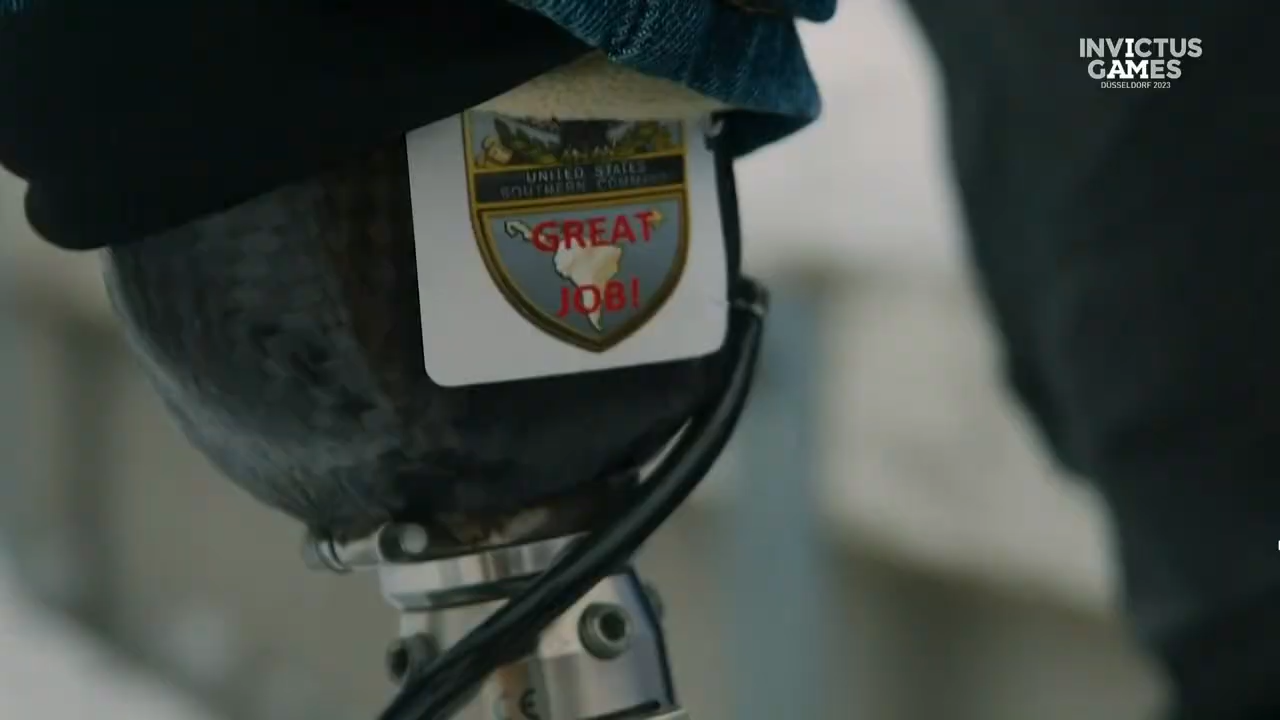 INVICTUS
GAMES
DÜSSELDORF 2023
UNITED STATES
SOUTHERN COMMAND
GREAT
JOB!